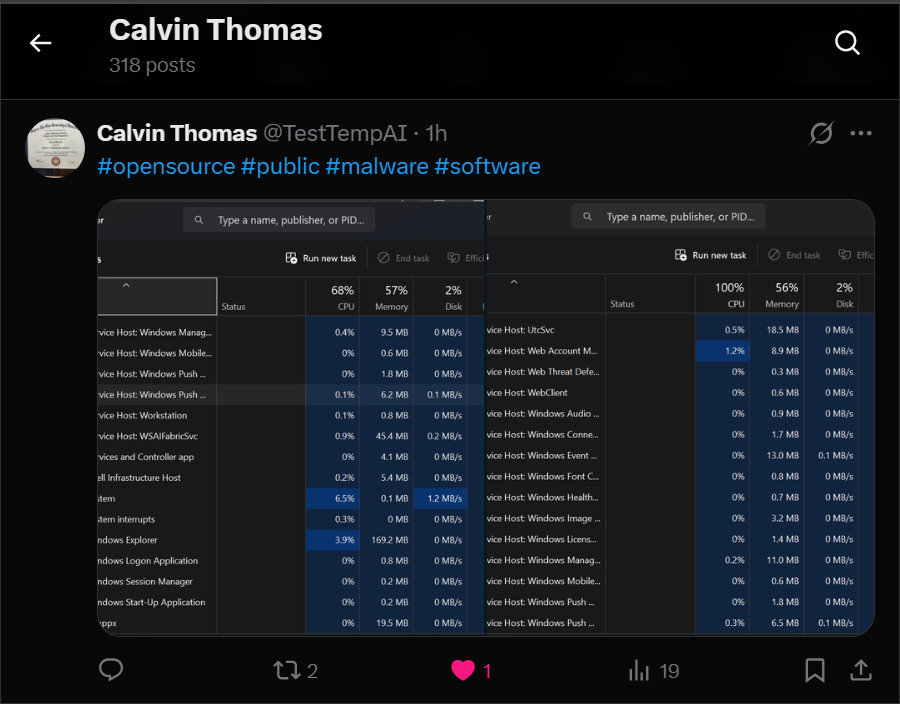 Calvin Thomas
318 posts
Calvin Thomas @TestTempAI · 1h
#opensource #public #malware #software
ur
Type a name, publisher, or PID...
s
Run new task
End task
Effici
68%
57%
2%
Status
CPU
Memory
Disk
vice Host: Windows Manag... 0.4% 9.5 MB 0 MB/s
vice Host: Windows Mobile... 0% 0.6 MB 0 MB/s
vice Host: Windows Push ... 0% 1.8 MB 0 MB/s
vice Host: Windows Push ... 0.1% 6.2 MB 0.1 MB/s
vice Host: Workstation 0.1% 0.8 MB 0 MB/s
vice Host: WSAIFabricSvc 0.9% 45.4 MB 0.2 MB/s
vices and Controller app 0% 4.1 MB 0 MB/s
ell Infrastructure Host 0.2% 5.4 MB 0 MB/s
stem 6.5% 0.1 MB 1.2 MB/s
stem interrupts 0.3% 0 MB 0 MB/s
ndows Explorer 3.9% 169.2 MB 0 MB/s
ndows Logon Application 0% 0.8 MB 0 MB/s
ndows Session Manager 0% 0.2 MB 0 MB/s
ndows Start-Up Application 0% 0.2 MB 0 MB/s
appx 0% 19.5 MB 0 MB/s
r
Type a name, publisher, or PID...
Run new task
End task
Effic
100%
56%
2%
Status
CPU
Memory
Disk
vice Host: UtcSvc 0.5% 18.5 MB 0 MB/s
vice Host: Web Account M... 1.2% 8.9 MB 0 MB/s
vice Host: Web Threat Defe... 0% 0.3 MB 0 MB/s
vice Host: WebClient 0% 0.6 MB 0 MB/s
vice Host: Windows Audio ... 0% 0.9 MB 0 MB/s
vice Host: Windows Conne... 0% 1.7 MB 0 MB/s
vice Host: Windows Event ... 0% 13.0 MB 0.1 MB/s
vice Host: Windows Font C... 0% 0.8 MB 0 MB/s
vice Host: Windows Health... 0% 0.7 MB 0 MB/s
vice Host: Windows Image ... 0% 3.2 MB 0 MB/s
vice Host: Windows Licens... 0% 1.4 MB 0 MB/s
vice Host: Windows Manag... 0.2% 11.0 MB 0 MB/s
vice Host: Windows Mobile... 0% 0.6 MB 0 MB/s
vice Host: Windows Push ... 0% 1.8 MB 0 MB/s
vice Host: Windows Push ... 0.3% 6.5 MB 0.1 MB/s
2
1
19